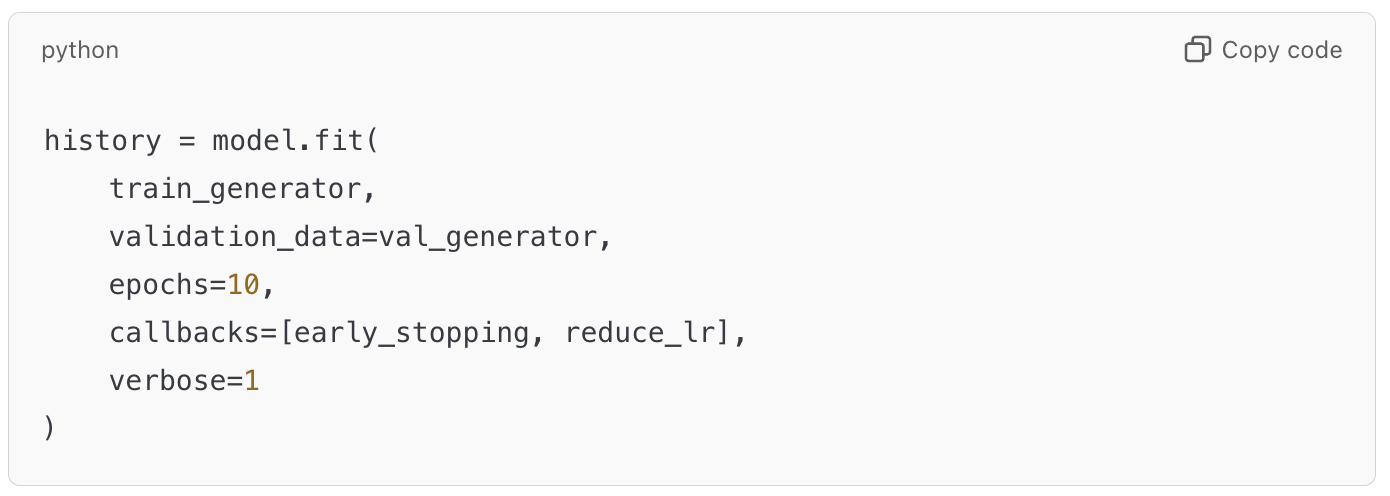 python
Copy code
history = model.fit(
    train_generator,
    validation_data=val_generator,
    epochs=10,
    callbacks=[early_stopping, reduce_lr],
    verbose=1
)